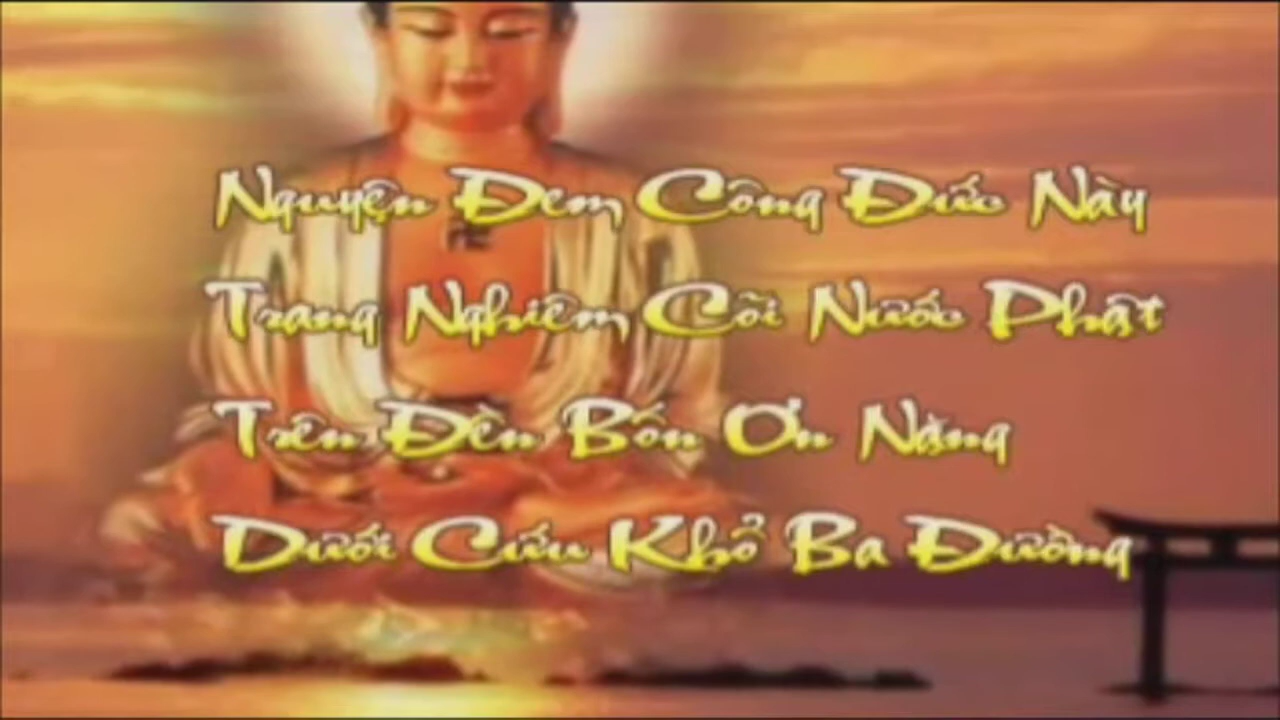 Nguyện Đem Công Đức Này
Trang Nghiêm Cõi Nước Phật
Trên Đền Bốn Ơn Nặng
Dưới Cứu Khổ Ba Đường